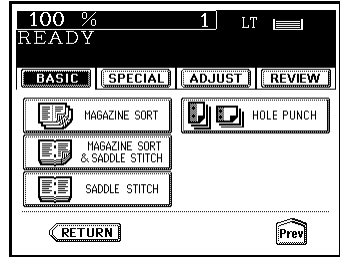 100 % 1 LT
READY
BASIC SPECIAL ADJUST REVIEW
MAGAZINE SORT
HOLE PUNCH
MAGAZINE SORT
& SADDLE STITCH
SADDLE STITCH
RETURN
Prev